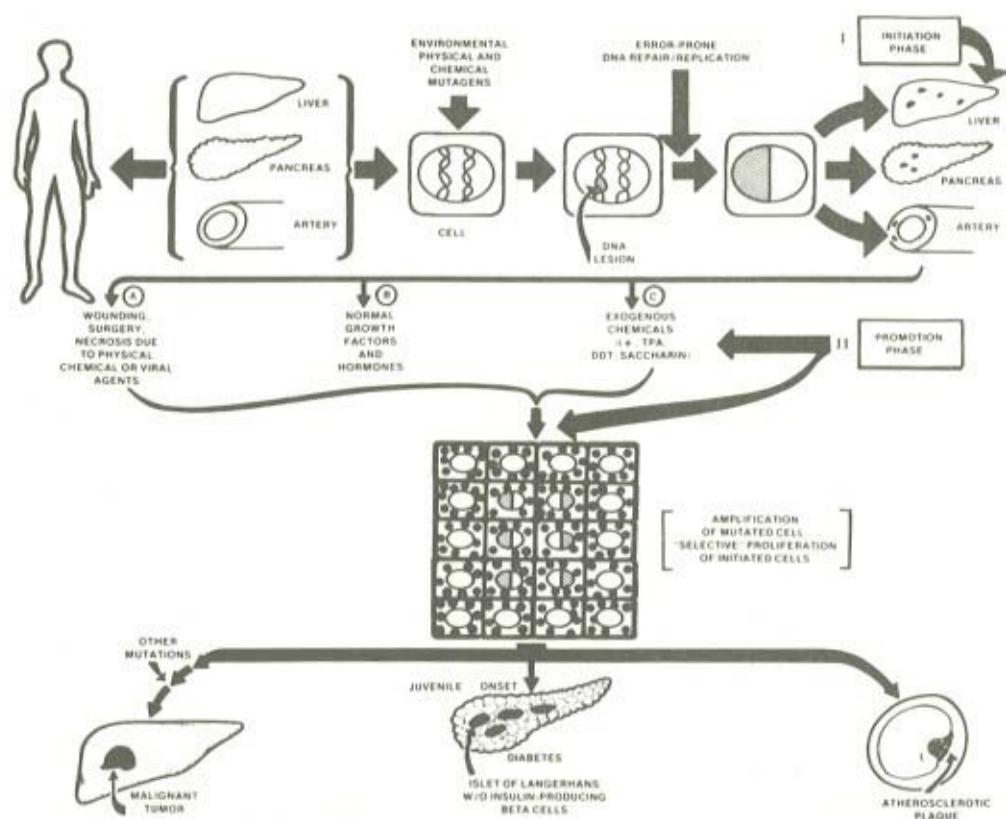 ENVIRONMENTAL
PHYSICAL AND
CHEMICAL
MUTAGENS
ERROR-PRONE
DNA REPAIR/REPLICATION
I
INITIATION
PHASE
LIVER
PANCREAS
ARTERY
CELL
DNA
LESION
LIVER
PANCREAS
ARTERY
A
WOUNDING,
SURGERY,
NECROSIS DUE
TO PHYSICAL
CHEMICAL OR VIRAL
AGENTS
B
NORMAL
GROWTH
FACTORS
AND
HORMONES
C
EXOGENOUS
CHEMICALS
(i.e., TPA,
DDT, SACCHARIN)
II
PROMOTION
PHASE
AMPLIFICATION
OF MUTATED CELL
"SELECTIVE" PROLIFERATION
OF INITIATED CELLS
OTHER
MUTATIONS
MALIGNANT
TUMOR
JUVENILE ONSET
DIABETES
ISLET OF LANGERHANS
W/O INSULIN-PRODUCING
BETA CELLS
L
ATHEROSCLEROTIC
PLAQUE